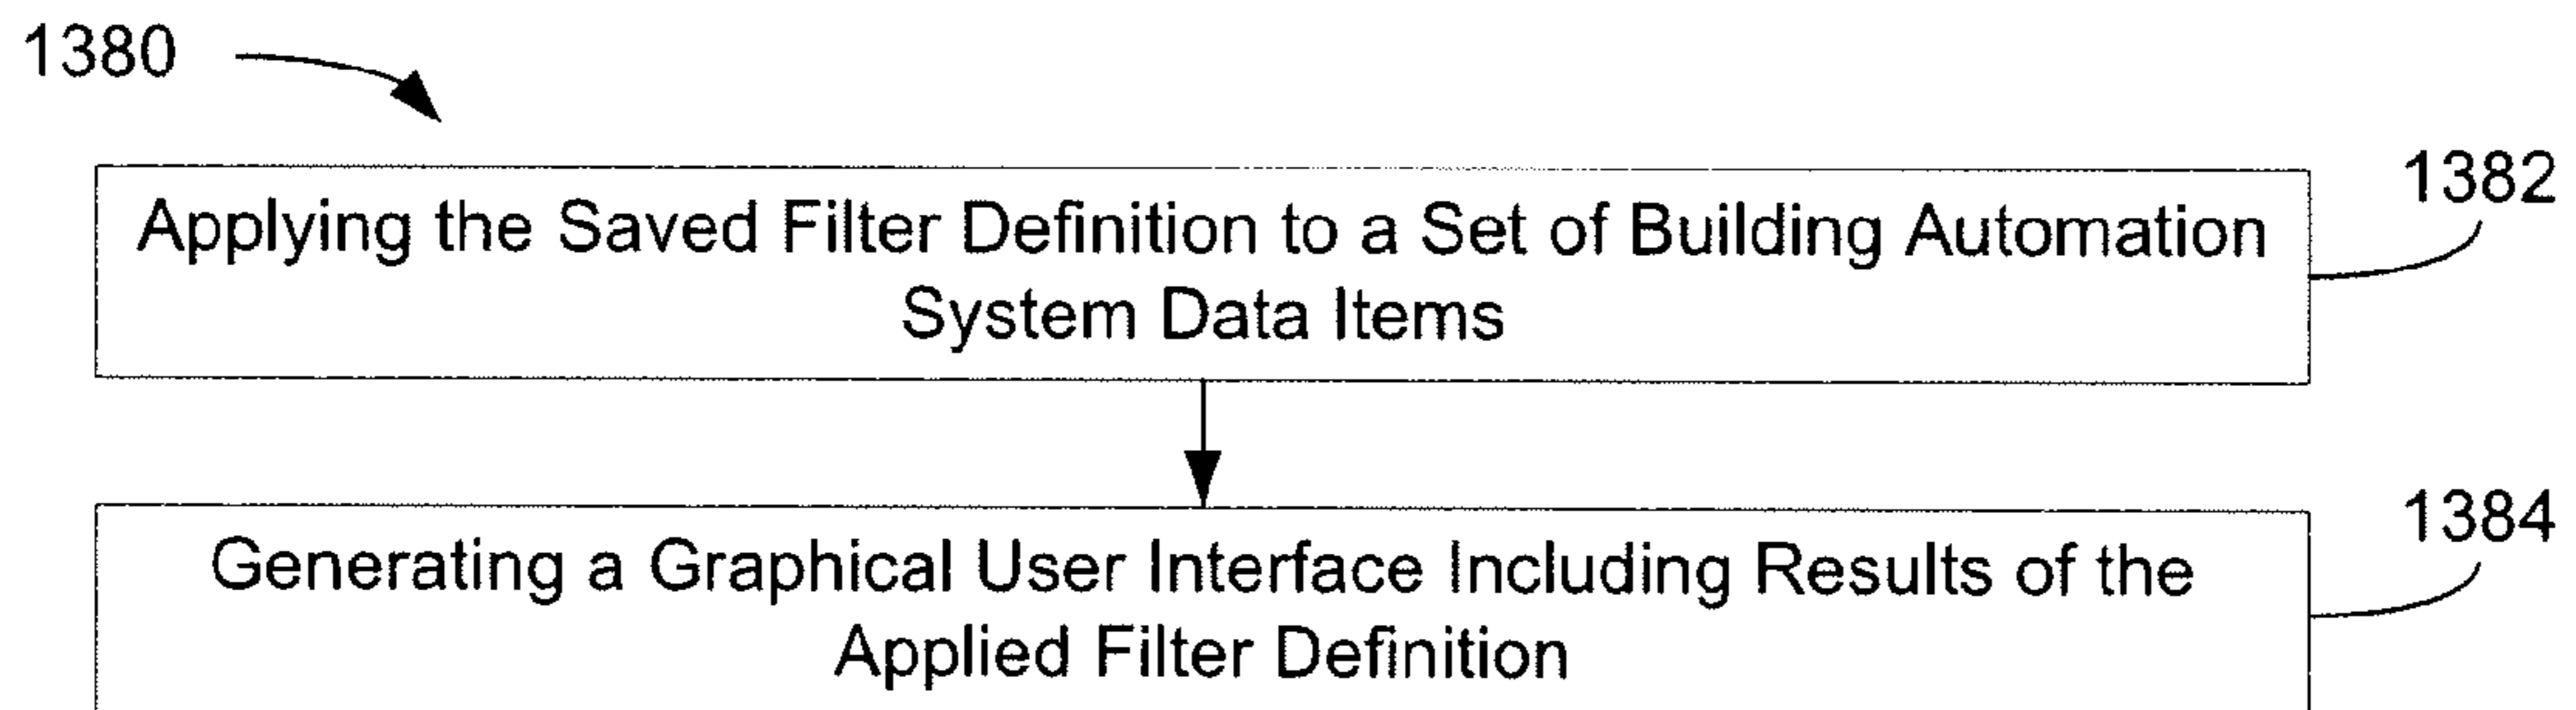 1380
1382
Applying the Saved Filter Definition to a Set of Building Automation
System Data Items
1384
Generating a Graphical User Interface Including Results of the
Applied Filter Definition